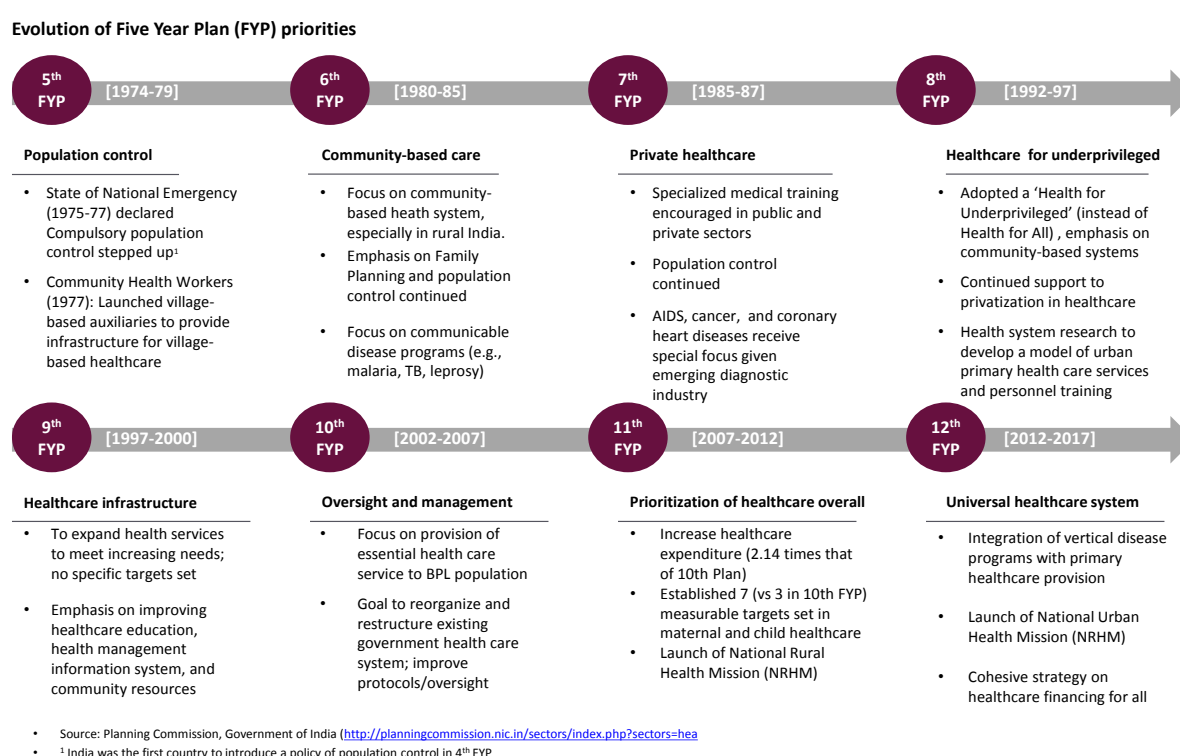 Evolution of Five Year Plan (FYP) priorities
5th
FYP
[1974-79]
6th
FYP
[1980-85]
7th
FYP
[1985-87]
8th
FYP
[1992-97]
Population control
State of National Emergency
(1975-77) declared
Compulsory population
control stepped up1
Community Health Workers
(1977): Launched village-
based auxiliaries to provide
infrastructure for village-
based healthcare
Community-based care
Focus on community-
based heath system,
especially in rural India.
Emphasis on Family
Planning and population
control continued
Focus on communicable
disease programs (e.g.,
malaria, TB, leprosy)
Private healthcare
Specialized medical training
encouraged in public and
private sectors
Population control
continued
AIDS, cancer, and coronary
heart diseases receive
special focus given
emerging diagnostic
industry
Healthcare for underprivileged
Adopted a ‘Health for
Underprivileged’ (instead of
Health for All) , emphasis on
community-based systems
Continued support to
privatization in healthcare
Health system research to
develop a model of urban
primary health care services
and personnel training
9th
FYP
[1997-2000]
10th
FYP
[2002-2007]
11th
FYP
[2007-2012]
12th
FYP
[2012-2017]
Healthcare infrastructure
To expand health services
to meet increasing needs;
no specific targets set
Emphasis on improving
healthcare education,
health management
information system, and
community resources
Oversight and management
Focus on provision of
essential health care
service to BPL population
Goal to reorganize and
restructure existing
government health care
system; improve
protocols/oversight
Prioritization of healthcare overall
Increase healthcare
expenditure (2.14 times that
of 10th Plan)
Established 7 (vs 3 in 10th FYP)
measurable targets set in
maternal and child healthcare
Launch of National Rural
Health Mission (NRHM)
Universal healthcare system
Integration of vertical disease
programs with primary
healthcare provision
Launch of National Urban
Health Mission (NRHM)
Cohesive strategy on
healthcare financing for all
Source: Planning Commission, Government of India (http://planningcommission.nic.in/sectors/index.php?sectors=hea
1 India was the first country to introduce a policy of population control in 4th FYP